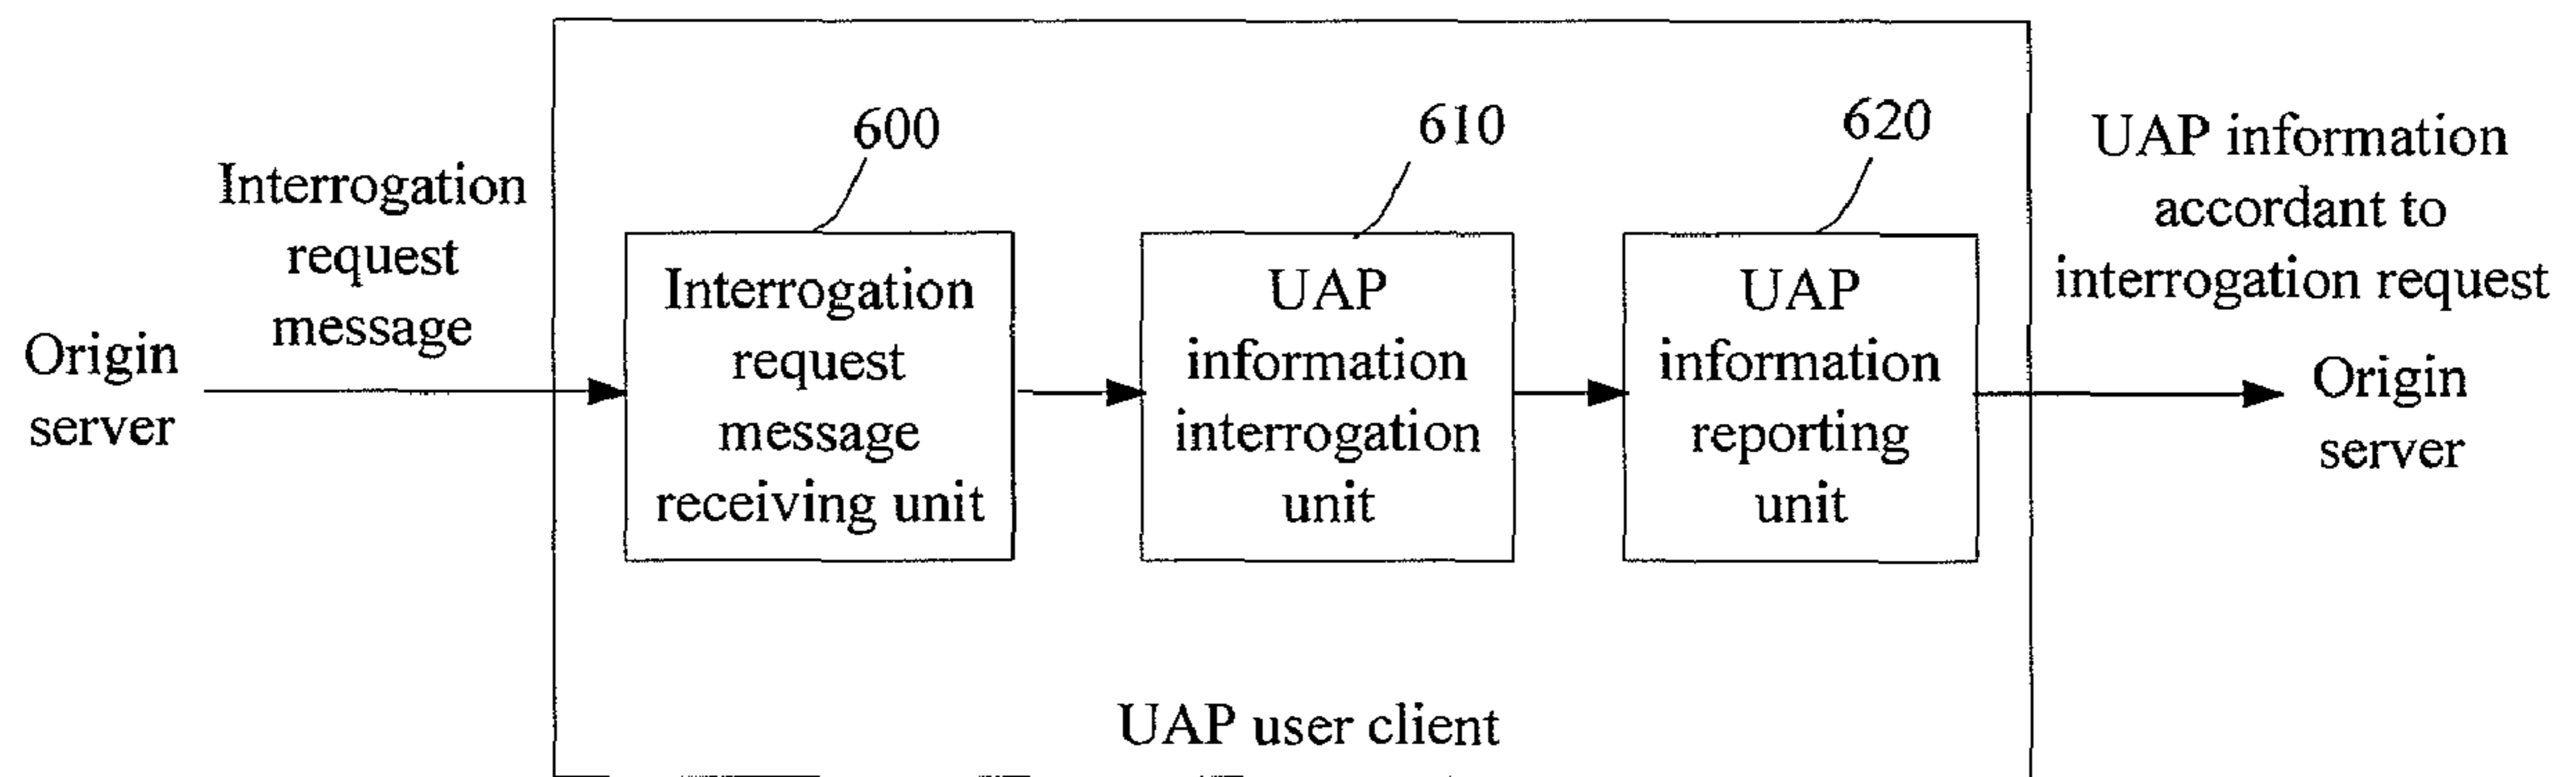 600
610
620
Interrogation
request
message
UAP information
accordant to
interrogation request
Origin
server
Interrogation
request
message
receiving unit
UAP
information
interrogation
unit
UAP
information
reporting
unit
Origin
server
UAP user client